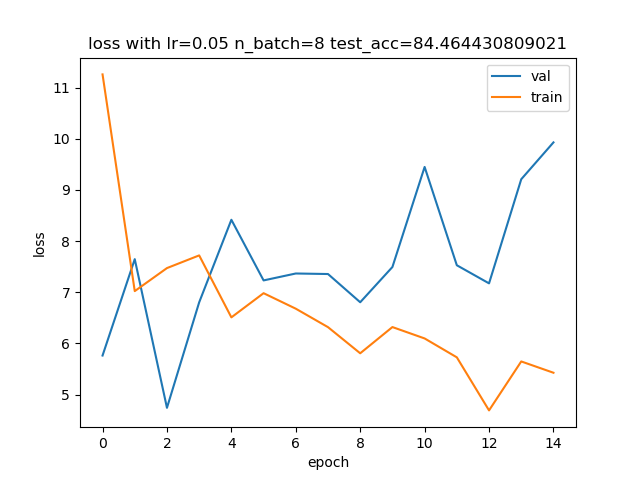 loss with lr=0.05 n_batch=8 test_acc=84.464430809021
val
train
11
10
9
8
7
6
5
loss
0 2 4 6 8 10 12 14
epoch